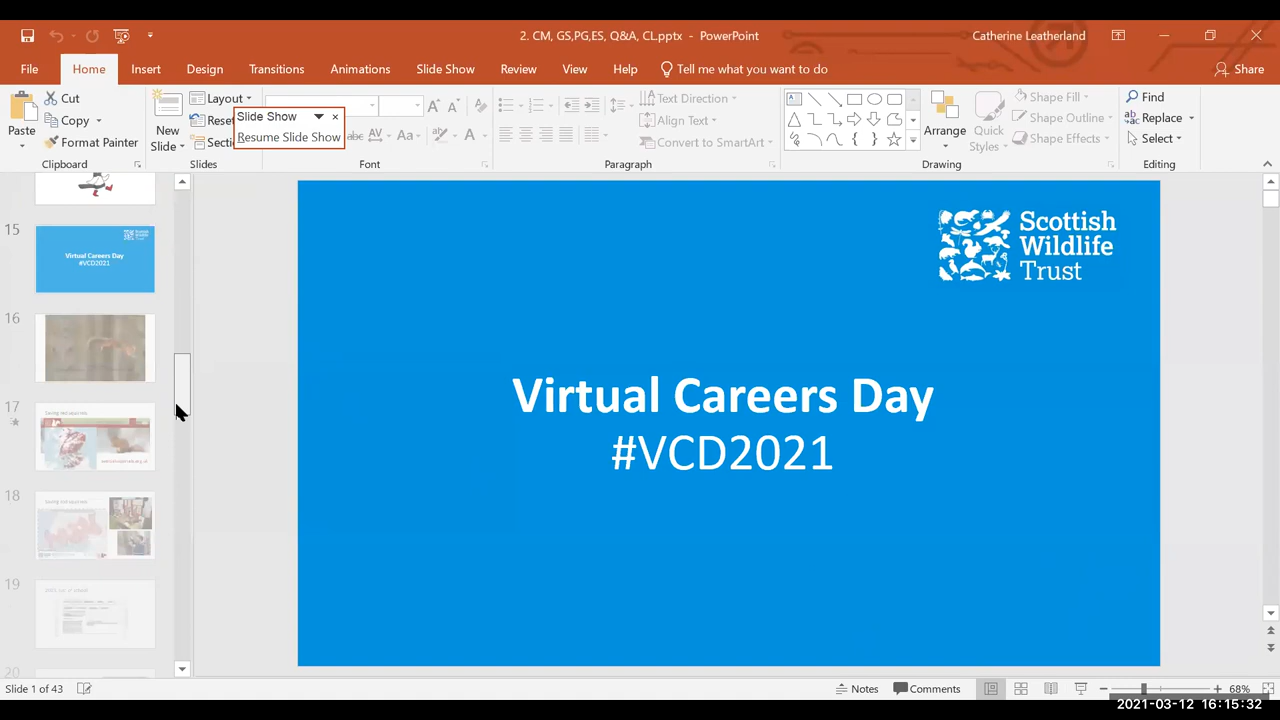 2. CM, GS,PG,ES, Q&A, CL.pptx - PowerPoint
Catherine Leatherland
File Home Insert Design Transitions Animations Slide Show Review View Help Tell me what you want to do Share
Cut
Copy
Format Painter
Paste
Clipboard
New
Slide
Layout
Reset
Slides
Slide Show
Resume Slide Show
Font
Text Direction
Align Text
Convert to SmartArt
Paragraph
Arrange
Quick
Styles
Shape Fill
Shape Outline
Shape Effects
Drawing
Find
Replace
Select
Editing
15
Virtual Careers Day
#VCD2021
16
17
18
19
20
Scottish
Wildlife
Trust
Virtual Careers Day
#VCD2021
Slide 1 of 43
Notes
Comments
68%
2021-03-12 16:15:32